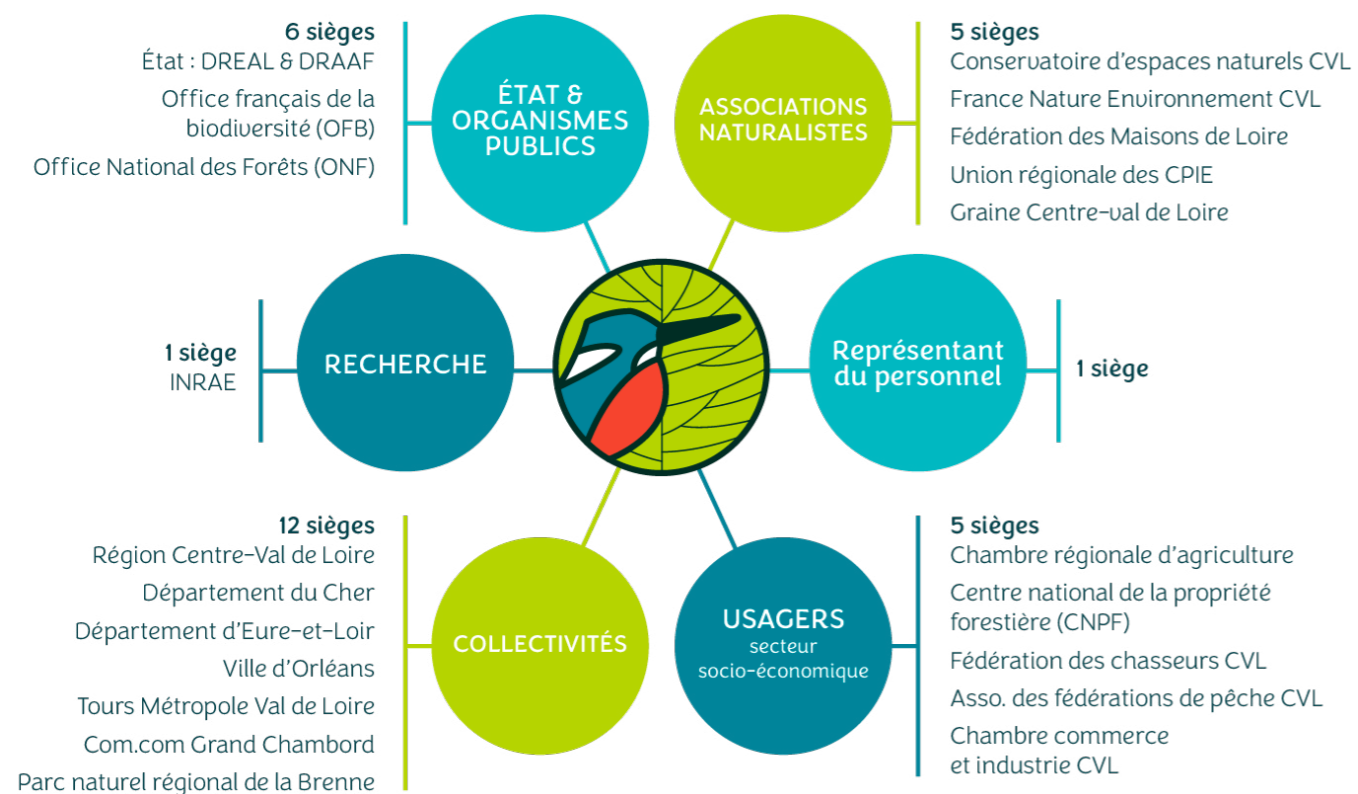 6 sièges
État : DREAL & DRAAF
Office français de la
biodiversité (OFB)
Office National des Forêts (ONF)
ÉTAT &
ORGANISMES
PUBLICS
ASSOCIATIONS
NATURALISTES
5 sièges
Conservatoire d'espaces naturels CVL
France Nature Environnement CVL
Fédération des Maisons de Loire
Union régionale des CPIE
Graine Centre-val de Loire
1 siège
INRAE
RECHERCHE
Représentant
du personnel
1 siège
12 sièges
Région Centre-Val de Loire
Département du Cher
Département d'Eure-et-Loir
Ville d'Orléans
Tours Métropole Val de Loire
Com.com Grand Chambord
Parc naturel régional de la Brenne
COLLECTIVITÉS
USAGERS
secteur
socio-économique
5 sièges
Chambre régionale d'agriculture
Centre national de la propriété
forestière (CNPF)
Fédération des chasseurs CVL
Asso. des fédérations de pêche CVL
Chambre commerce
et industrie CVL